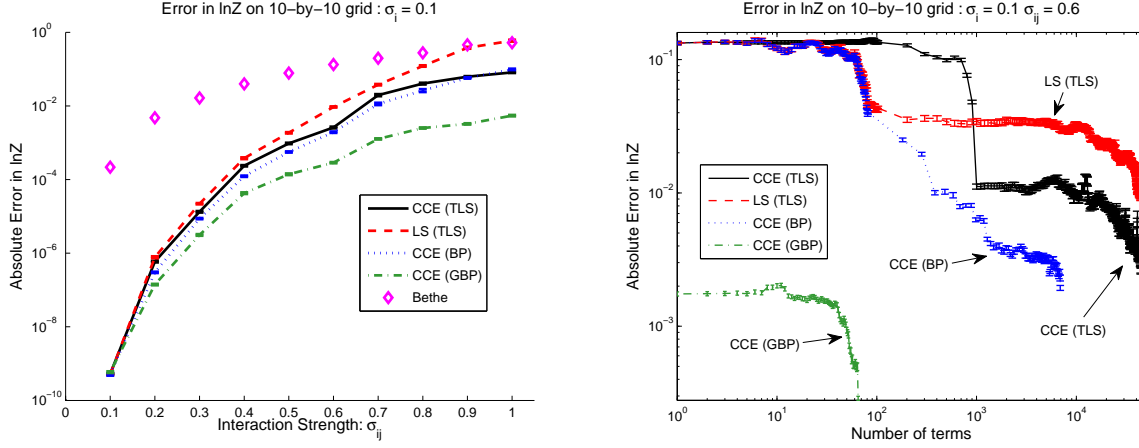 Error in lnZ on 10−by−10 grid : σi = 0.1
Absolute Error in lnZ
10^0
10^−2
10^−4
10^−6
10^−8
10^−10
CCE (TLS)
LS (TLS)
CCE (BP)
CCE (GBP)
Bethe
0 0.1 0.2 0.3 0.4 0.5 0.6 0.7 0.8 0.9 1
Interaction Strength: σij
Error in lnZ on 10−by−10 grid : σi = 0.1 σij = 0.6
Absolute Error in lnZ
10^−1
10^−2
10^−3
LS (TLS)
CCE (TLS)
LS (TLS)
CCE (BP)
CCE (GBP)
CCE (BP)
CCE (TLS)
CCE (GBP)
10^0 10^1 10^2 10^3 10^4
Number of terms